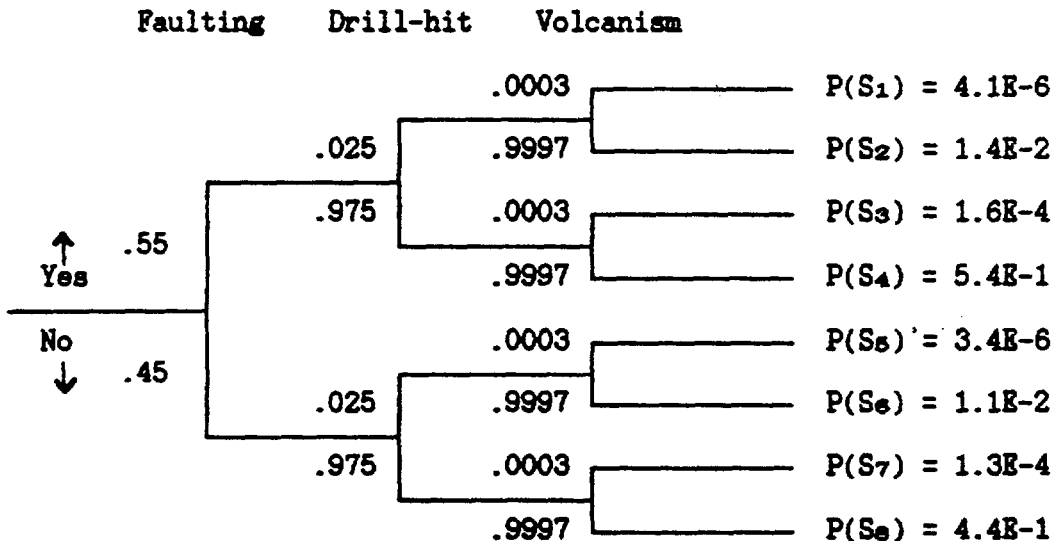 Faulting Drill-hit Volcanism
.0003 P(S1) = 4.1E-6
.025 .9997 P(S2) = 1.4E-2
.975 .0003 P(S3) = 1.6E-4
.55
Yes .9997 P(S4) = 5.4E-1
No .0003 P(S5) = 3.4E-6
.45
.025 .9997 P(S6) = 1.1E-2
.975 .0003 P(S7) = 1.3E-4
.9997 P(S8) = 4.4E-1